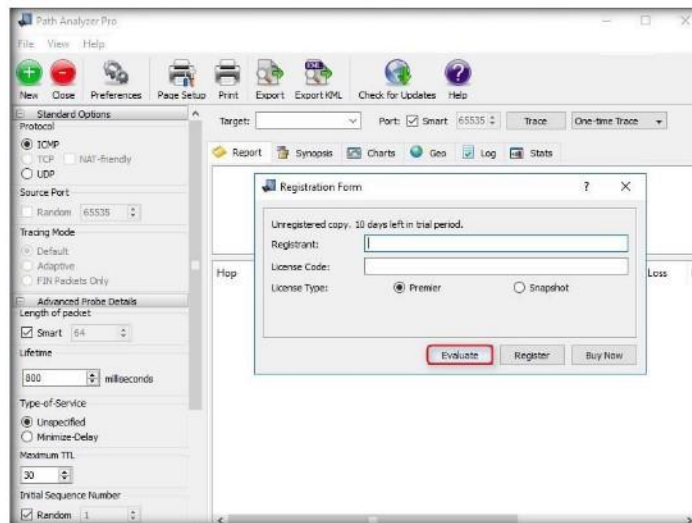 Path Analyzer Pro
File View Help
New Close Preferences Page Setup Print Export Export KML Check for Updates Help
Standard Options
Protocol
ICMP
TCP NAT-friendly
UDP
Source Port
Random 65535
Tracing Mode
Default
Adaptive
FIN Packets Only
Advanced Probe Details
Length of packet
Smart 64
Lifetime
800 milliseconds
Type-of-Service
Unspecified
Minimize-Delay
Maximum TTL
30
Initial Sequence Number
Random 1
Target: Port: Smart 65535 Trace One-time Trace
Report Synopsis Charts Geo Log Stats
Hop Loss
Registration Form ?
Unregistered copy. 10 days left in trial period.
Registrant:
License Code:
License Type: Premier Snapshot
Evaluate Register Buy Now